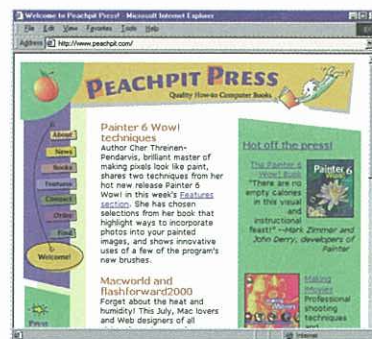 Welcome to Peachpit Press! - Microsoft Internet Explorer
File Edit View Favorites Tools Help
Address http://www.peachpit.com/
PEACHPIT PRESS
Quality How-to Computer Books
About
News
Books
Features
Contact
Order
Find
Welcome!
Press
Painter 6 Wow!
techniques
Author Cher Threinen-
Pendarvis, brilliant master of
making pixels look like paint,
shares two techniques from her
hot new release Painter 6
Wow! in this week's Features
section. She has chosen
selections from her book that
highlight ways to incorporate
photos into your painted
images, and shows innovative
uses of a few of the program's
new brushes.
Macworld and
flashforward2000
Forget about the heat and
humidity! This July, Mac lovers
and Web designers of all
Hot off the press!
The Painter 6
Wow! Book
"There are no
empty calories
in this visual
and
instructional
feast!" --Mark Zimmer and
John Derry, developers of
Painter
Painter 6
Wow!
Making
iMovies
Professional
shooting
techniques
and
Internet